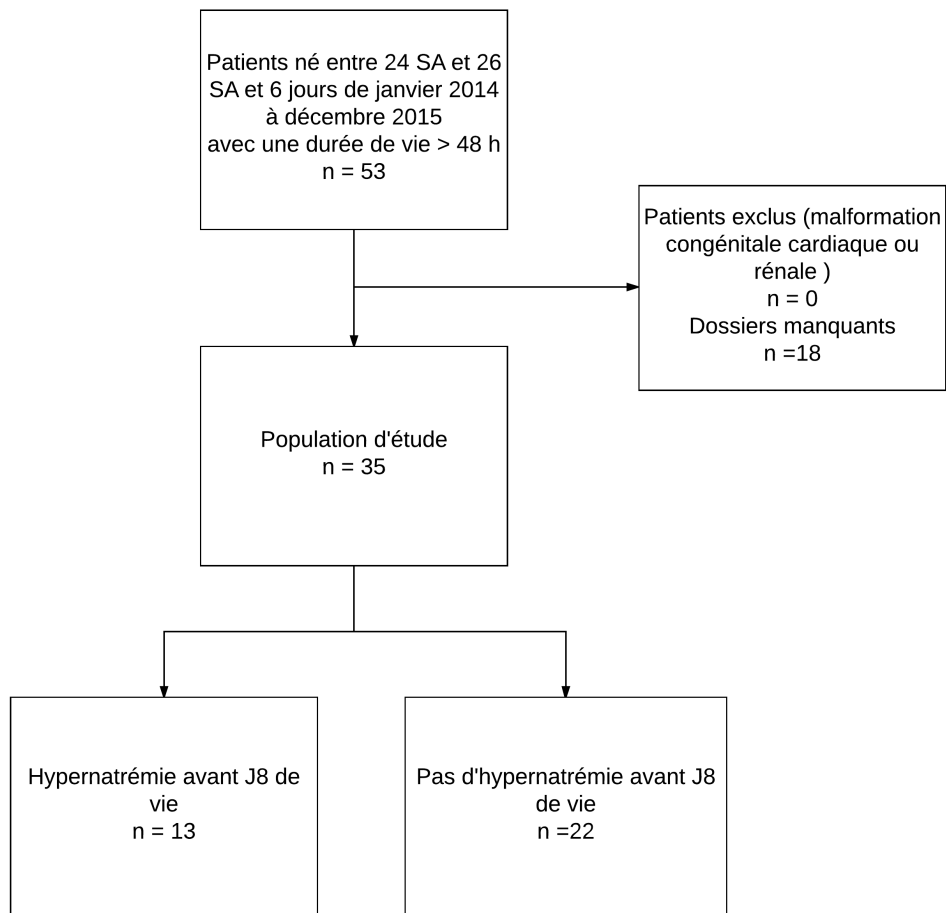 Patients né entre 24 SA et 26
SA et 6 jours de janvier 2014
à décembre 2015
avec une durée de vie > 48 h
n = 53
Patients exclus (malformation
congénitale cardiaque ou
rénale )
n = 0
Dossiers manquants
n =18
Population d'étude
n = 35
Hypernatrémie avant J8 de
vie
n = 13
Pas d'hypernatrémie avant J8
de vie
n =22